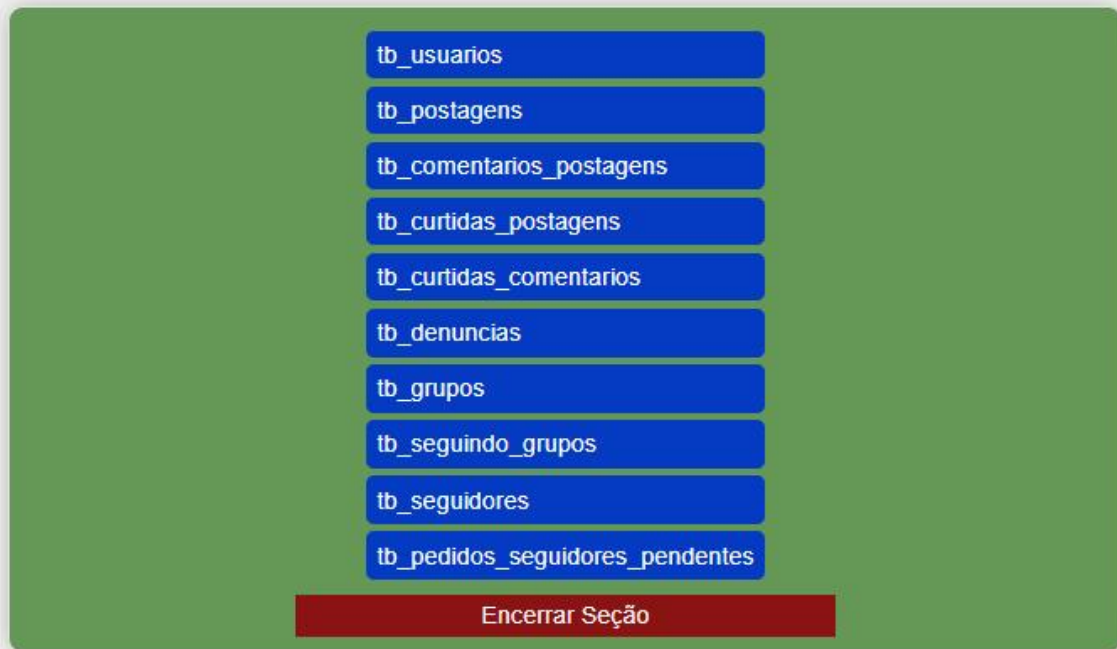 tb_usuarios
tb_postagens
tb_comentarios_postagens
tb_curtidas_postagens
tb_curtidas_comentarios
tb_denuncias
tb_grupos
tb_seguindo_grupos
tb_seguidores
tb_pedidos_seguidores_pendentes
Encerrar Seção